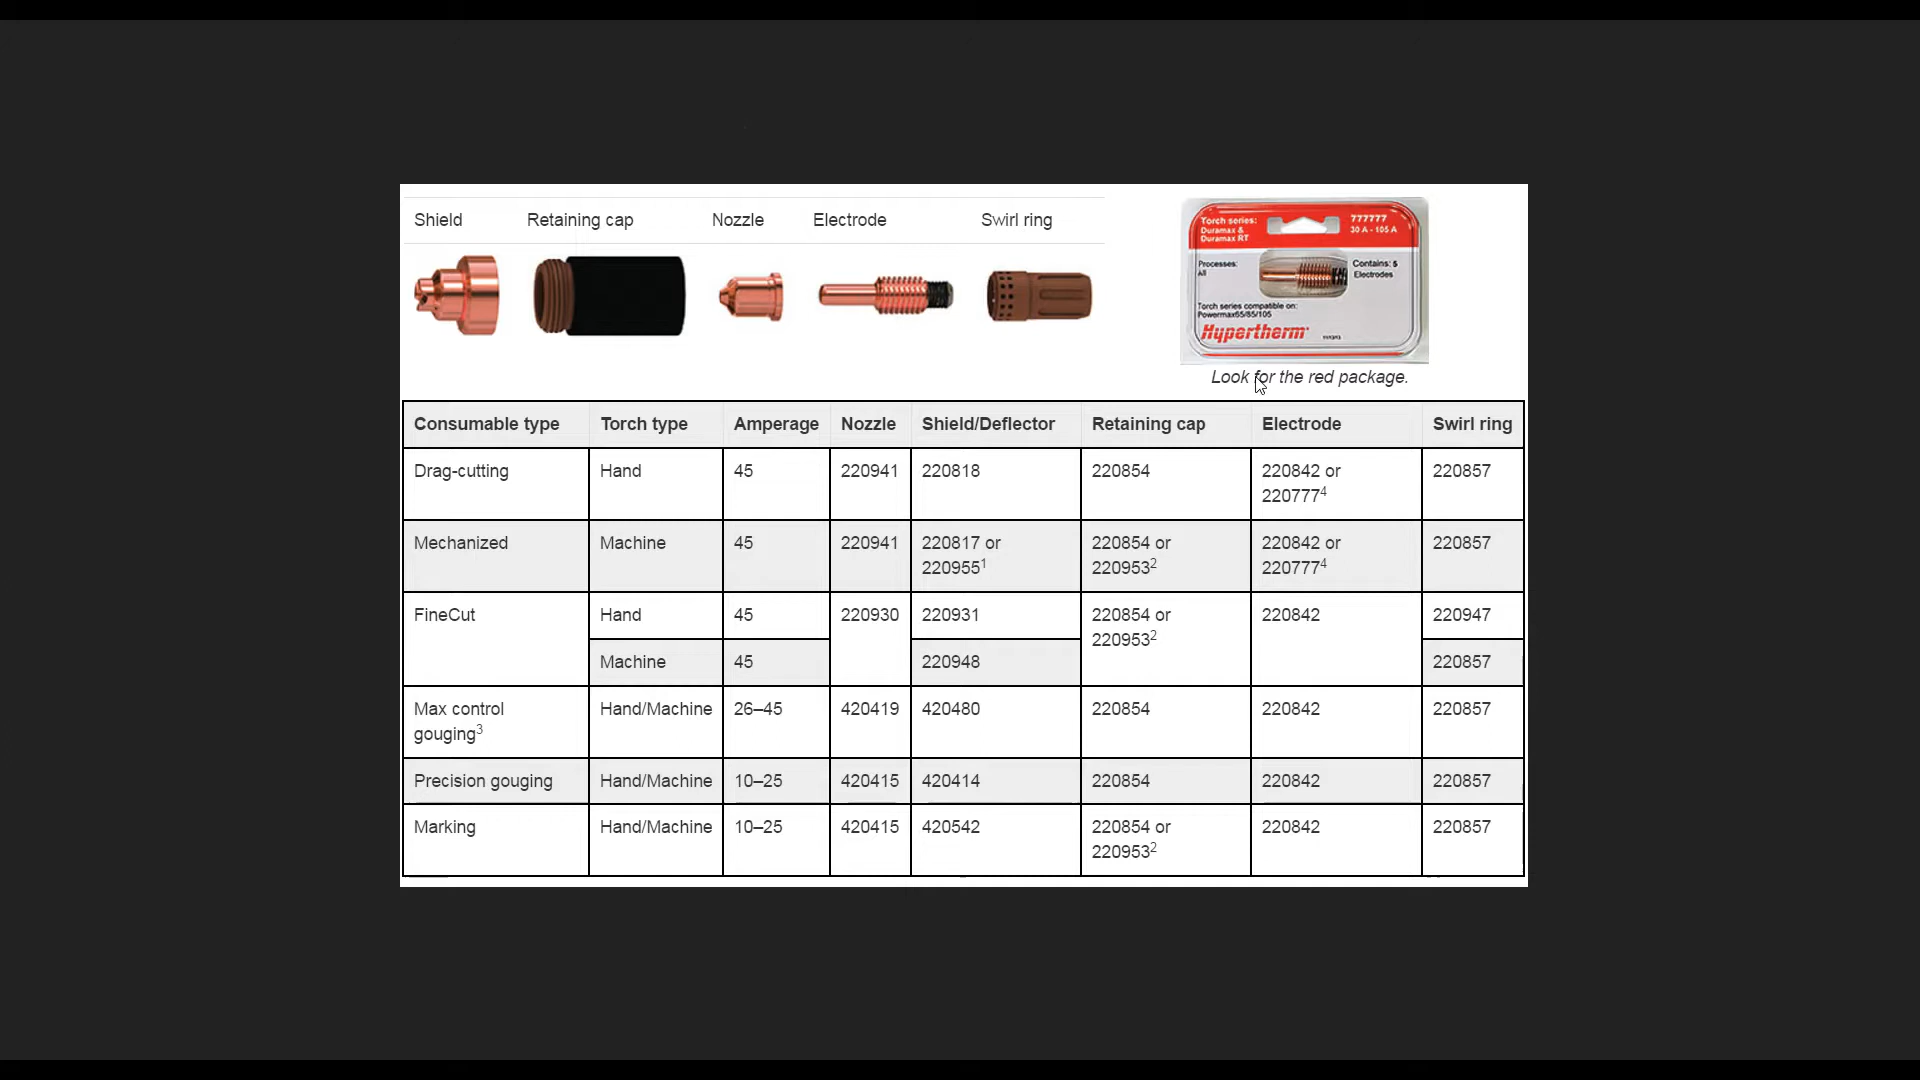 Shield Retaining cap Nozzle Electrode Swirl ring
Torch series: 777777
Duramax & 30 A - 105 A
Duramax RT
Processes: Contains: 5
All Electrodes
Torch series compatible on:
Powermax65/85/105
Hypertherm
Look for the red package.
Consumable type Torch type Amperage Nozzle Shield/Deflector Retaining cap Electrode Swirl ring
Drag-cutting Hand 45 220941 220818 220854 220842 or 220857
220777⁴
Mechanized Machine 45 220941 220817 or 220854 or 220842 or 220857
220955¹ 220953² 220777⁴
FineCut Hand 45 220930 220931 220854 or 220842 220947
220953²
Machine 45 220948 220857
Max control Hand/Machine 26–45 420419 420480 220854 220842 220857
gouging³
Precision gouging Hand/Machine 10–25 420415 420414 220854 220842 220857
Marking Hand/Machine 10–25 420415 420542 220854 or 220842 220857
220953²